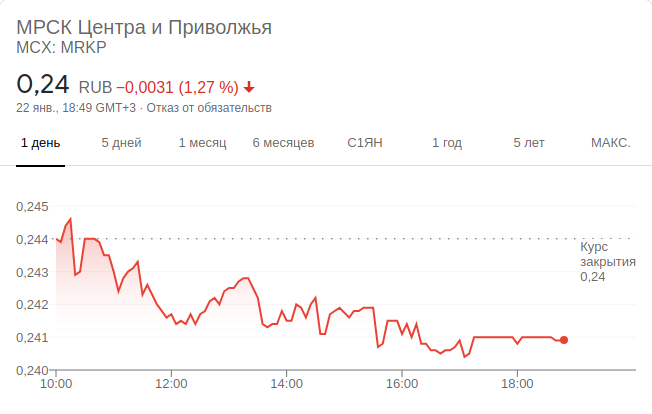 МРСК Центра и Приволжья
MCX: MRKP
0,24 RUB −0,0031 (1,27 %)
22 янв., 18:49 GMT+3 · Отказ от обязательств
1 день 5 дней 1 месяц 6 месяцев С1ЯН 1 год 5 лет МАКС.
0,245
0,244
Курс
закрытия
0,24
0,243
0,242
0,241
0,240
10:00 12:00 14:00 16:00 18:00